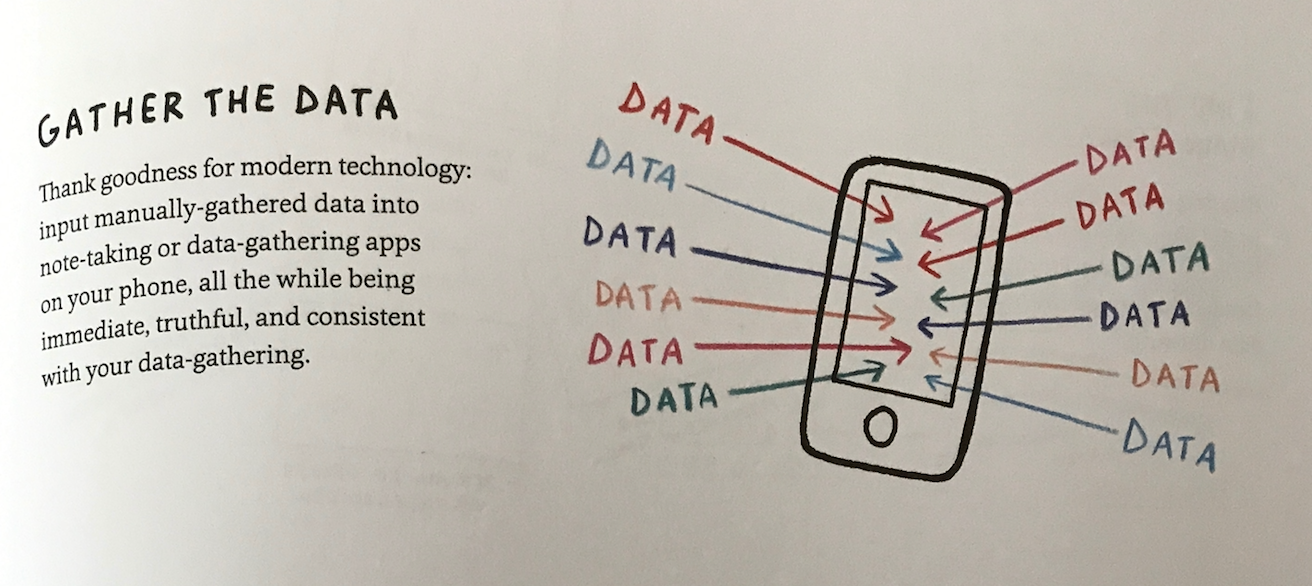 GATHER THE DATA
Thank goodness for modern technology:
input manually-gathered data into
note-taking or data-gathering apps
on your phone, all the while being
immediate, truthful, and consistent
with your data-gathering.
DATA
DATA
DATA
DATA
DATA
DATA
DATA
DATA
DATA
DATA
DATA
DATA